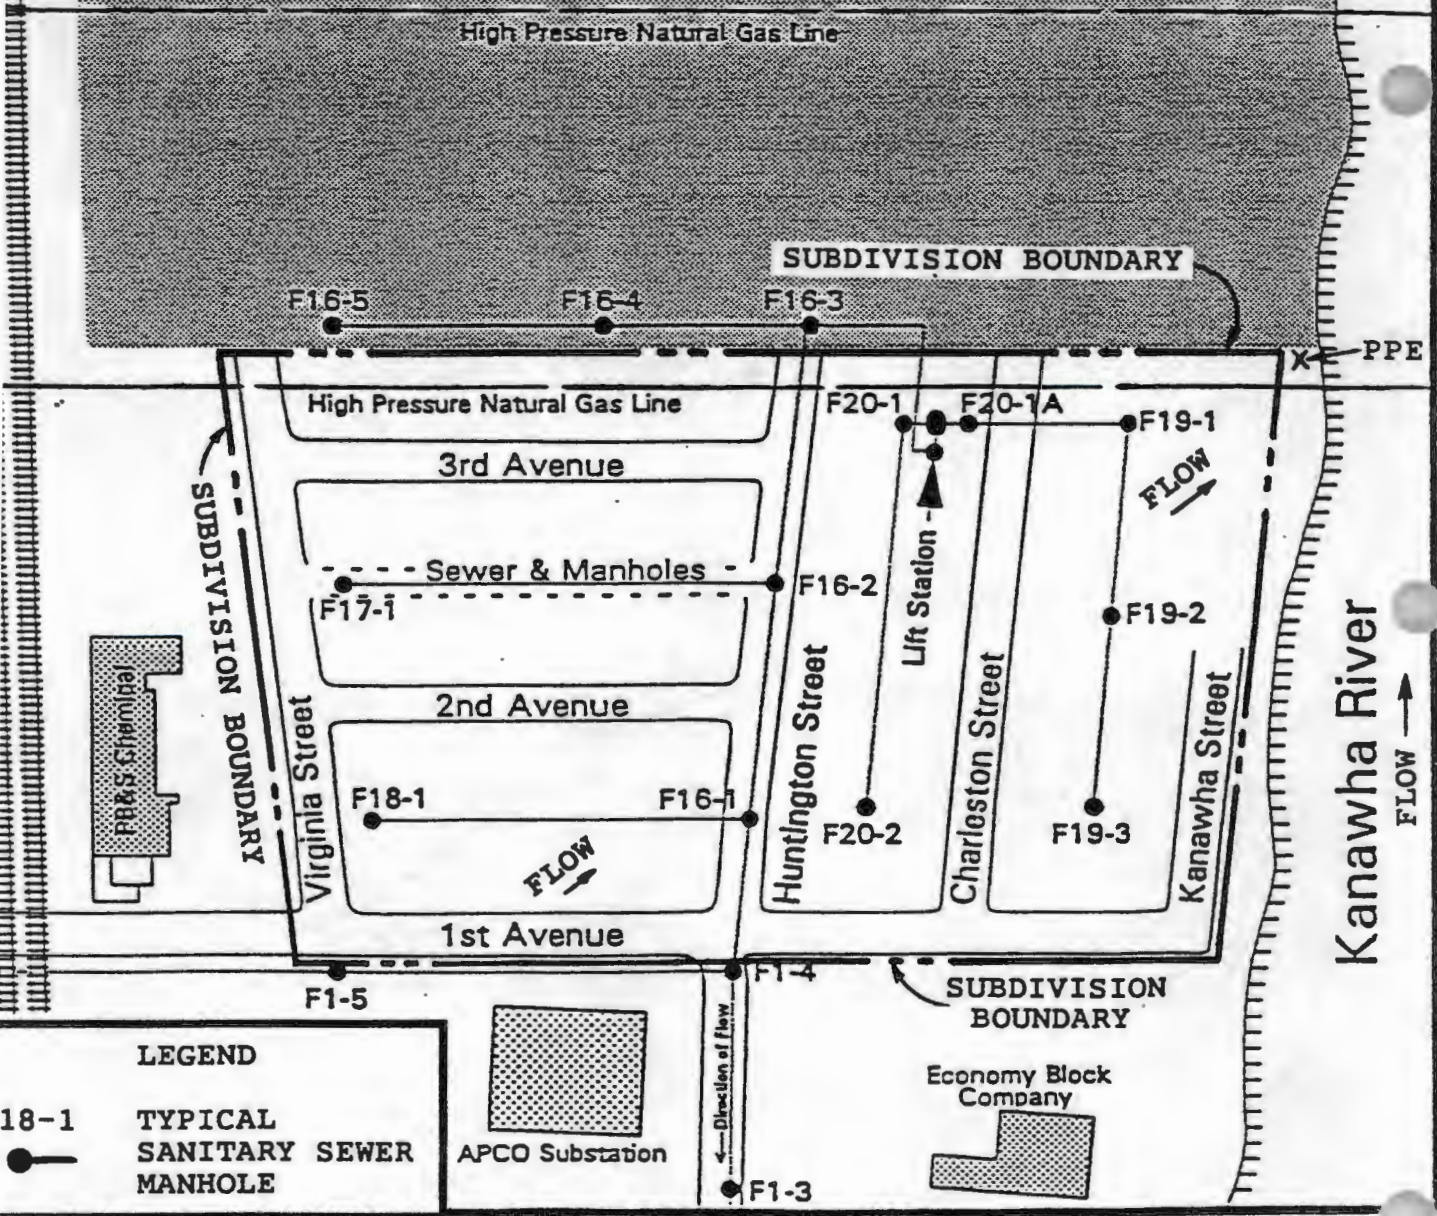 High Pressure Natural Gas Line
SUBDIVISION BOUNDARY
F16-5
F16-4
F16-3
PPE
High Pressure Natural Gas Line
F20-1
F20-1A
F19-1
3rd Avenue
FLOW
SUBDIVISION BOUNDARY
Sewer & Manholes
F17-1
F16-2
Lift Station
F19-2
Kanawha River
FLOW
PB&S Chemical
2nd Avenue
Virginia Street
Huntington Street
Charleston Street
Kanawha Street
F18-1
F16-1
F20-2
F19-3
FLOW
1st Avenue
F1-5
F1-4
SUBDIVISION
BOUNDARY
Direction of flow
LEGEND
18-1 TYPICAL
SANITARY SEWER
MANHOLE
APCO Substation
Economy Block
Company
F1-3